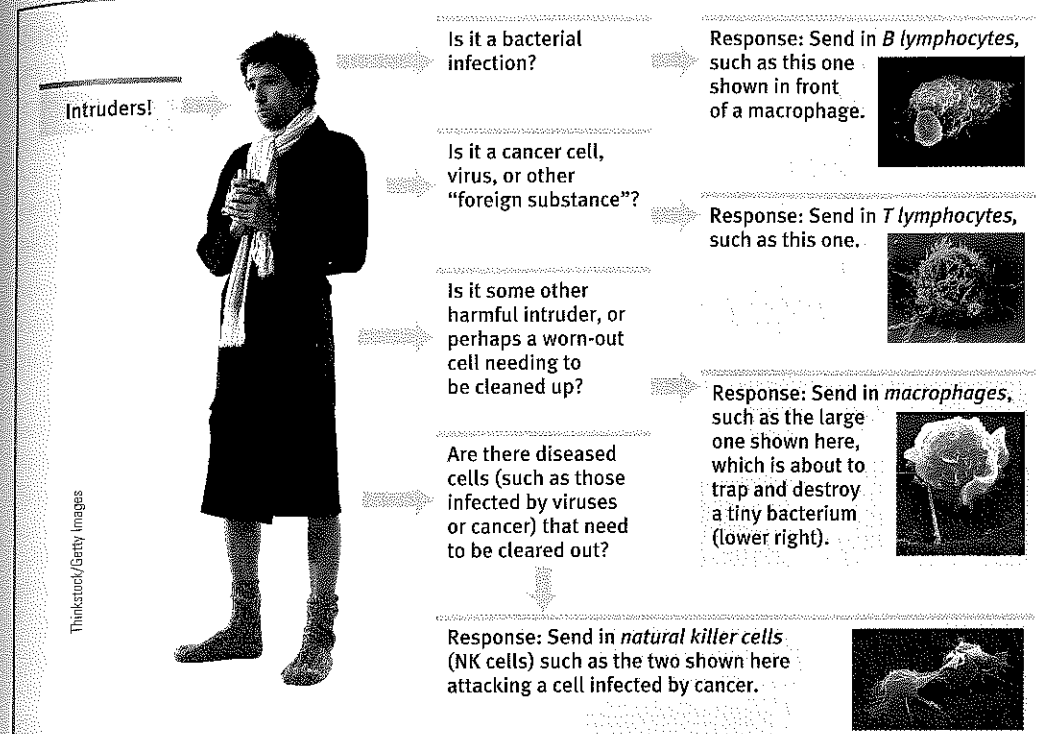 Intruders!
Is it a bacterial
infection?
Response: Send in B lymphocytes,
such as this one
shown in front
of a macrophage.
Is it a cancer cell,
virus, or other
“foreign substance”?
Response: Send in T lymphocytes,
such as this one.
Is it some other
harmful intruder, or
perhaps a worn-out
cell needing to
be cleaned up?
Response: Send in macrophages,
such as the large
one shown here,
which is about to
trap and destroy
a tiny bacterium
(lower right).
Are there diseased
cells (such as those
infected by viruses
or cancer) that need
to be cleared out?
Response: Send in natural killer cells
(NK cells) such as the two shown here
attacking a cell infected by cancer.
Thinkstock/Getty Images